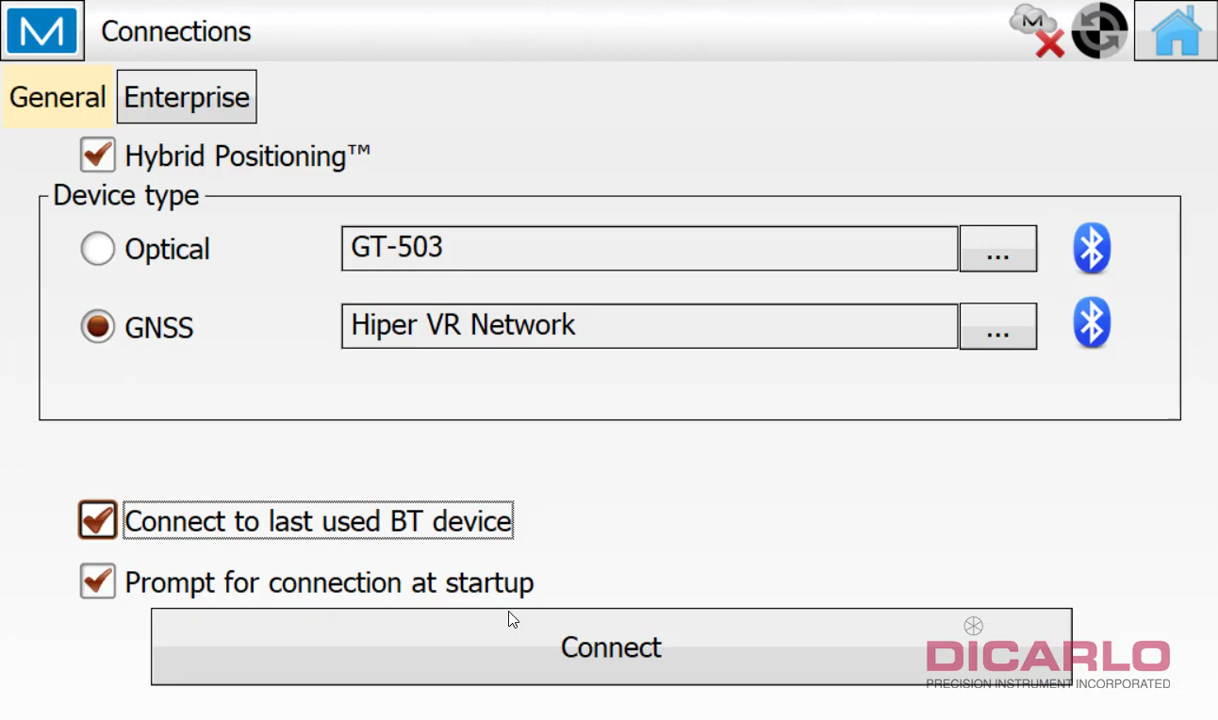 M Connections M
General Enterprise
Hybrid Positioning™
Device type
Optical GT-503 ...
GNSS Hiper VR Network ...
Connect to last used BT device
Prompt for connection at startup
Connect
DICARLO
PRECISION INSTRUMENT INCORPORATED